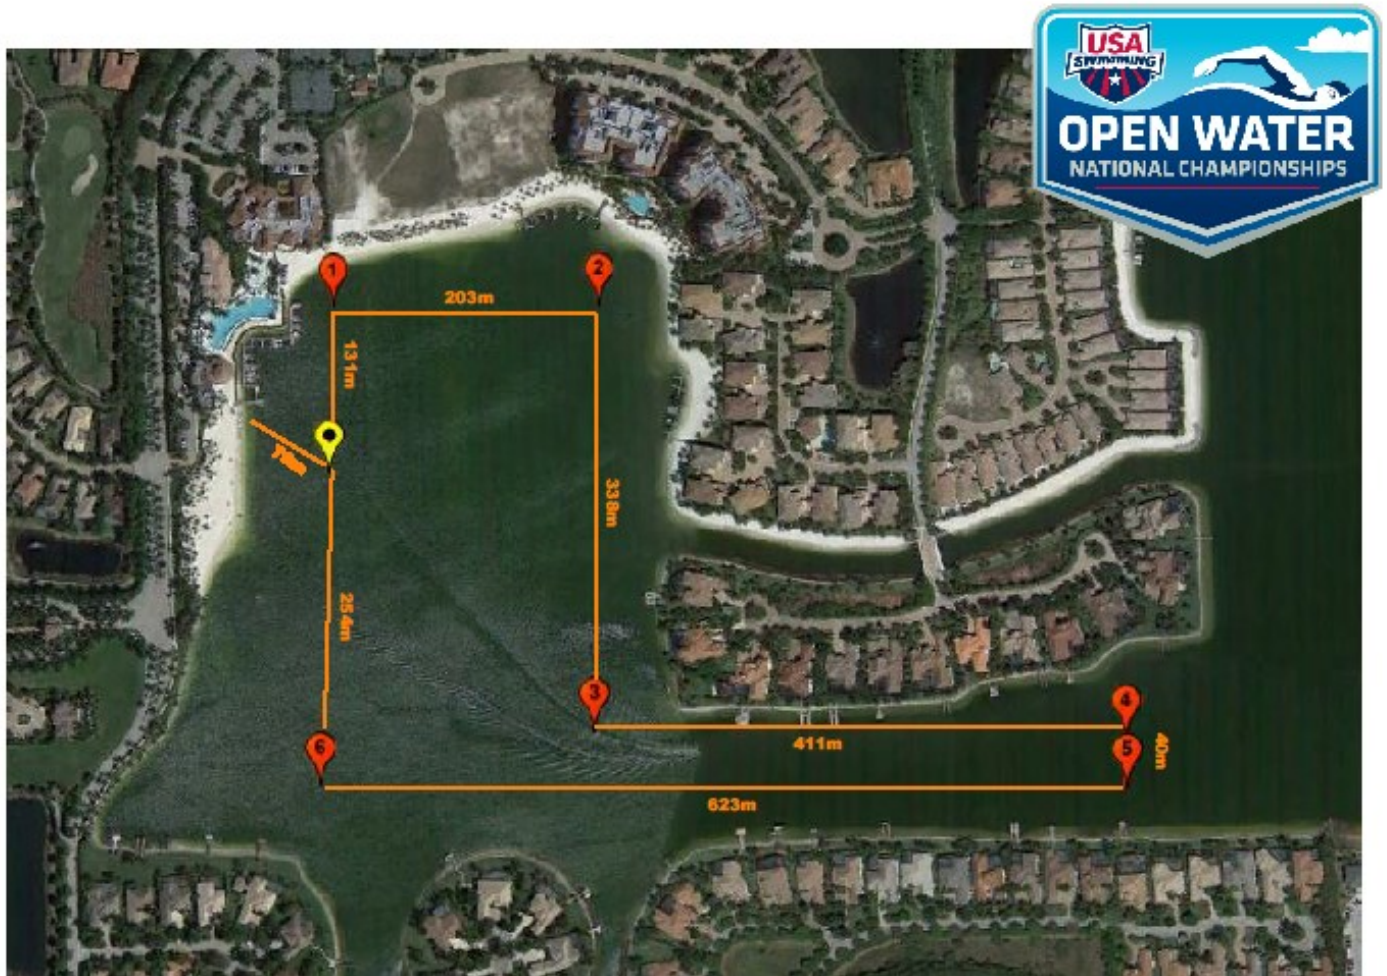 USA
SWIMMING
OPEN WATER
NATIONAL CHAMPIONSHIPS
1
2
203m
131m
338m
254m
3
4
411m
40m
5
6
623m